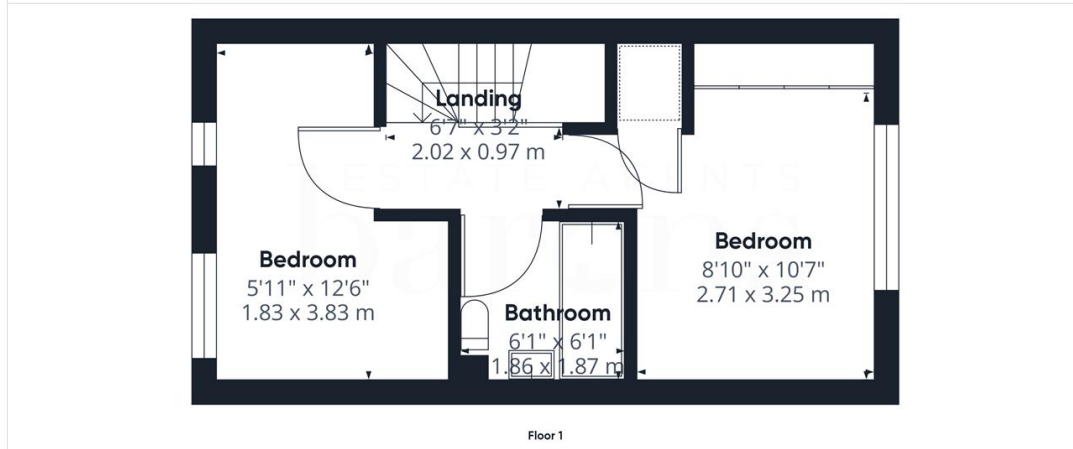 Landing
6'7" x 3'2"
2.02 x 0.97 m
ESTATE AGENTS
Bedroom
5'11" x 12'6"
1.83 x 3.83 m
Bedroom
8'10" x 10'7"
2.71 x 3.25 m
Bathroom
6'1" x 6'1"
1.86 x 1.87 m
Floor 1